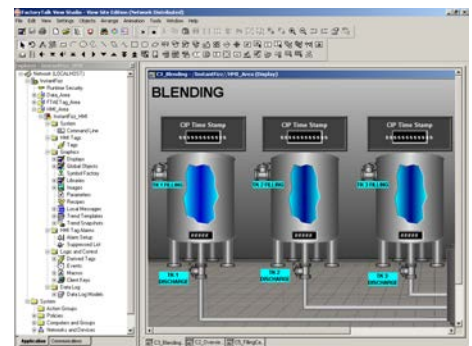 FactoryTalk View Studio - View Site Edition (Network Distributed)
File Edit View Settings Objects Arrange Animation Tools Window Help
Network (LOCALHOST)
InstantFizz
Runtime Security
Data_Area
HMI_Area
InstantFizz_HMI
System
Command Line
HMI Tags
Tags
Graphics
Displays
Global Objects
Symbol Factory
Libraries
Images
Parameters
Recipes
Local Messages
Trend Templates
Trend Snapshots
HMI Tag Alarms
Alarm Setup
Suppressed List
Logic and Control
Derived Tags
Events
Macros
Client Keys
Data Log
Data Log Models
System
Action Groups
Policies
Computers and Groups
Networks and Devices
Application Communications
C3_Blending - /InstantFizz//HMI_Area (Display)
BLENDING
CIP Time Stamp
CIP Time Stamp
CIP Time Stamp
TK 1 FILLING
TK 2 FILLING
TK 3 FILLING
#####
#####
#####
TK 1
DISCHARGE
TK 2
DISCHARGE
TK 3
DISCHARGE
C3_Blending